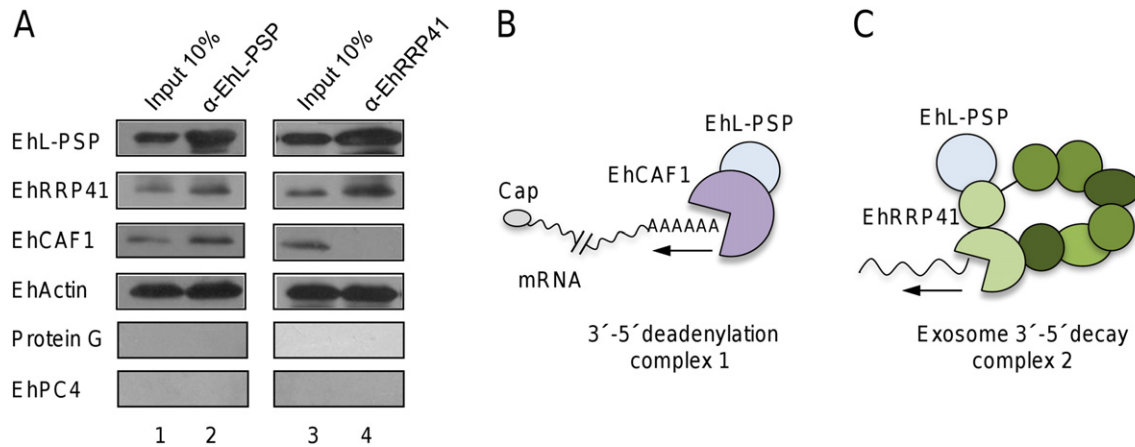 A
Input 10%
α-EhL-PSP
Input 10%
α-EhRRP41
EhL-PSP
EhRRP41
EhCAF1
EhActin
Protein G
EhPC4
1 2 3 4
B
EhL-PSP
EhCAF1
Cap
AAAAAA
mRNA
3´-5´deadenylation
complex 1
C
EhL-PSP
EhRRP41
Exosome 3´-5´decay
complex 2